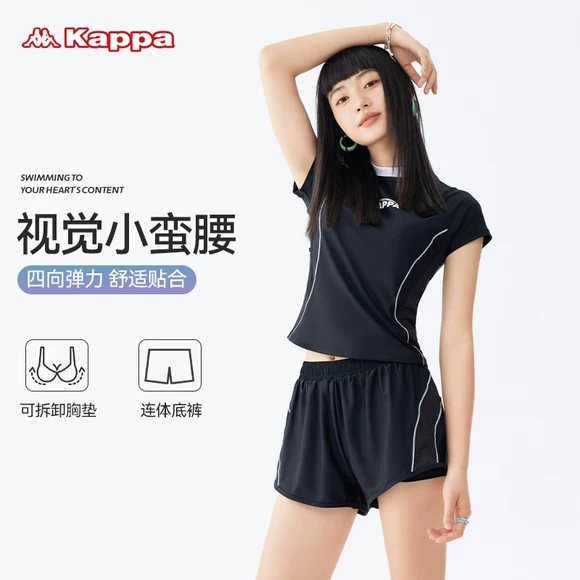 Kappa
SWIMMING TO
YOUR HEART'S CONTENT
视觉小蛮腰
四向弹力 舒适贴合
可拆卸胸垫
连体底裤
KAPPA